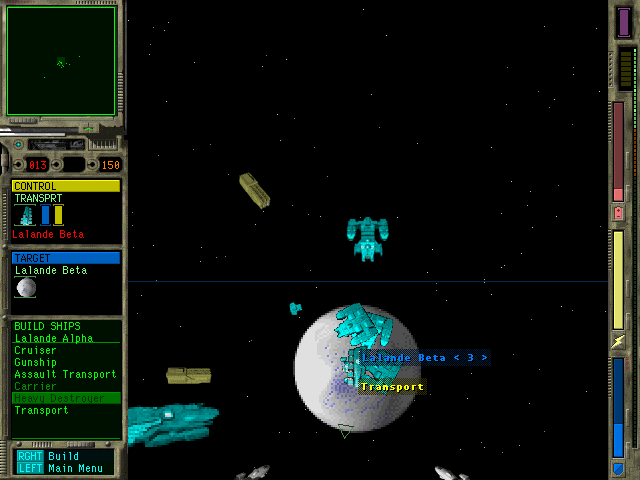 013 150
CONTROL
TRANSPRT
Lalande Beta
TARGET
Lalande Beta
BUILD SHIPS
Lalande Alpha
Cruiser
Gunship
Assault Transport
Carrier
Heavy Destroyer
Transport
RGHT Build
LEFT Main Menu
Lalande Beta < 3 >
Transport